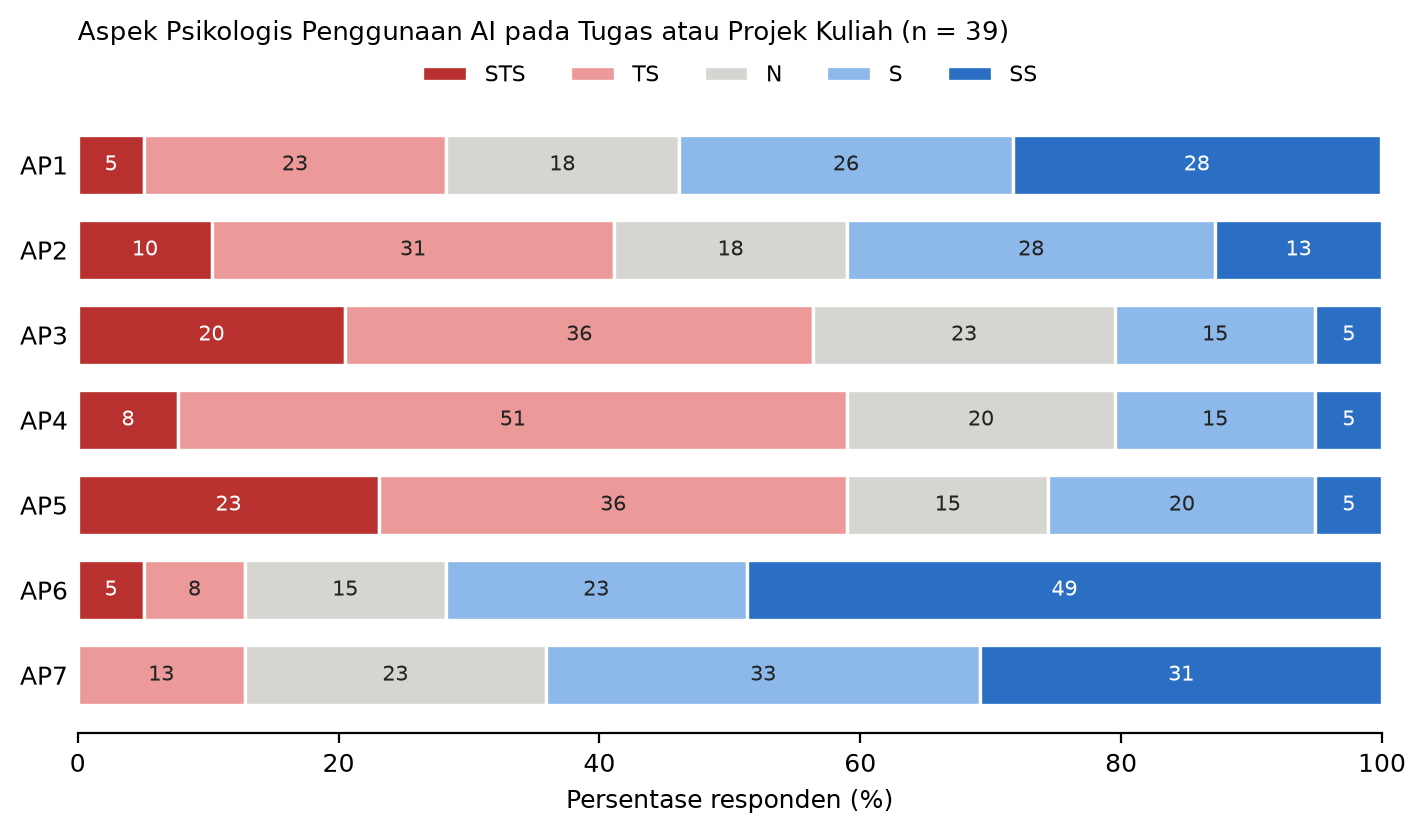 Aspek Psikologis Penggunaan AI pada Tugas atau Projek Kuliah (n = 39)
STS TS N S SS
AP1 5 23 18 26 28
AP2 10 31 18 28 13
AP3 20 36 23 15 5
AP4 8 51 20 15 5
AP5 23 36 15 20 5
AP6 5 8 15 23 49
AP7 13 23 33 31
0 20 40 60 80 100
Persentase responden (%)